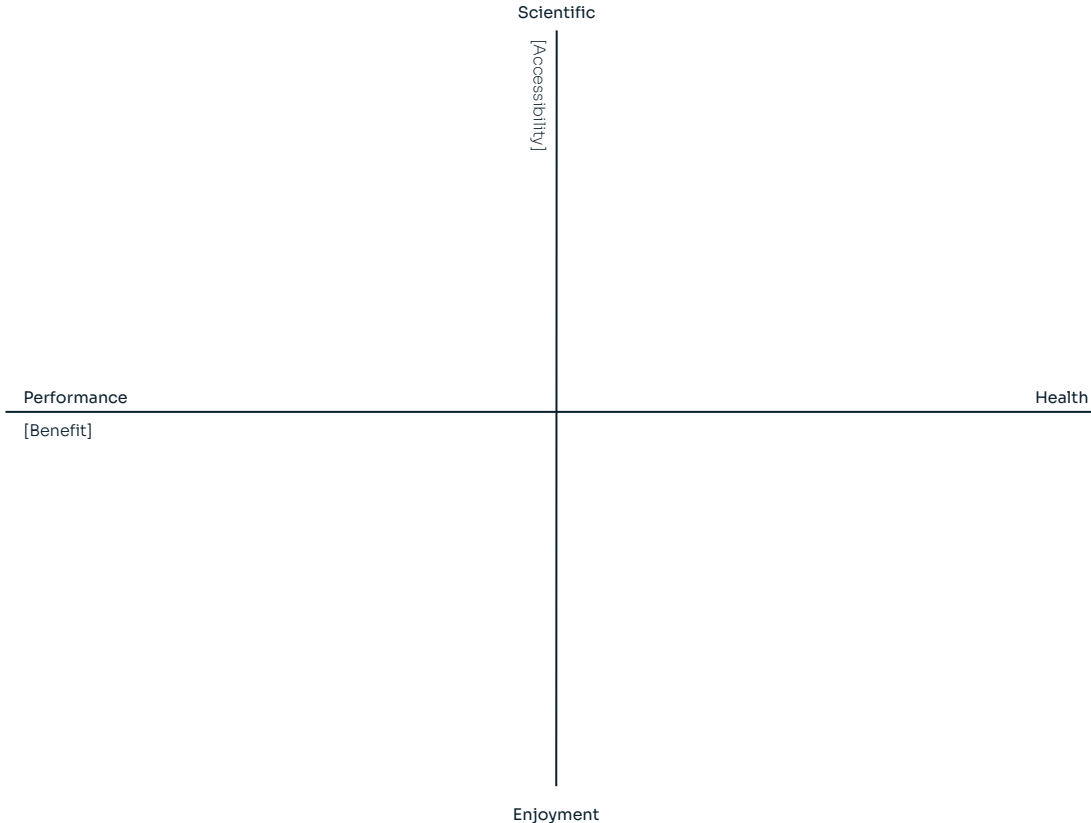 Scientific
[Accessibility]
Performance
Health
[Benefit]
Enjoyment